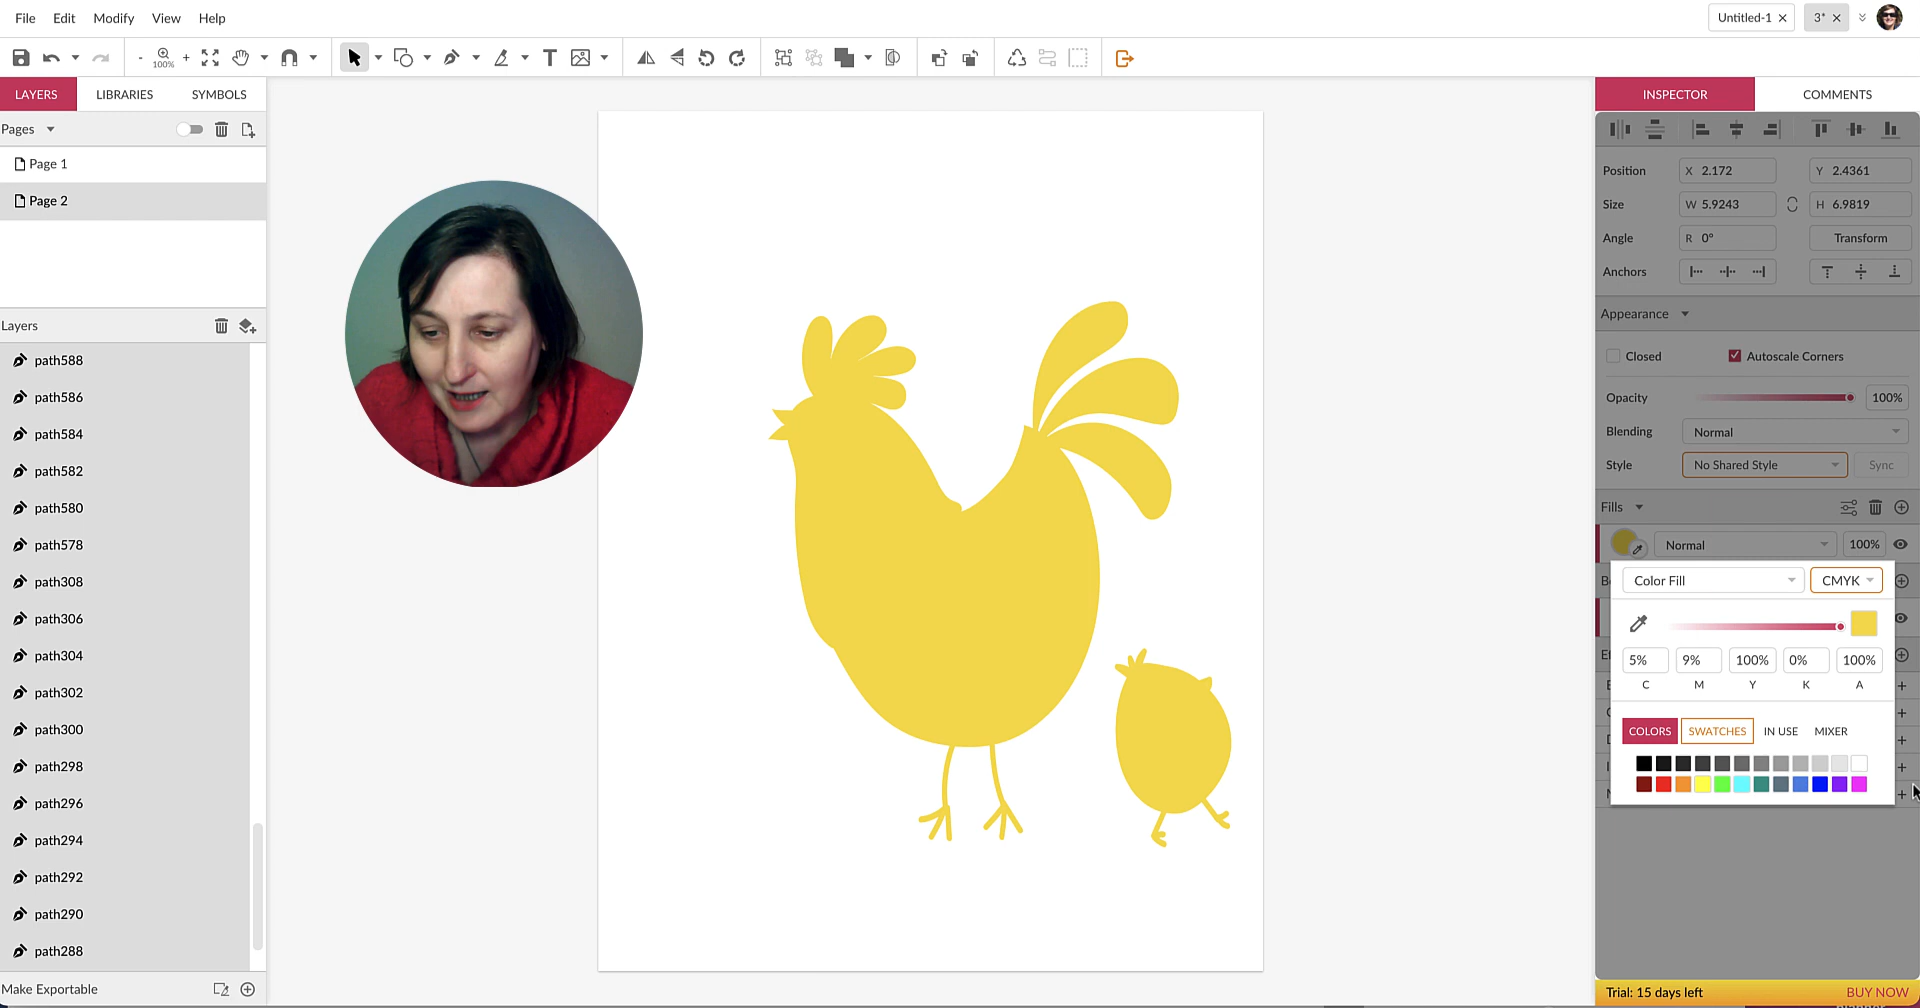 File Edit Modify View Help
Untitled-1 3*
- 100% +
LAYERS LIBRARIES SYMBOLS
INSPECTOR COMMENTS
Pages
Page 1
Page 2
Layers
path588
path586
path584
path582
path580
path578
path308
path306
path304
path302
path300
path298
path296
path294
path292
path290
path288
Make Exportable
Position X 2.172 Y 2.4361
Size W 5.9243 H 6.9819
Angle R 0° Transform
Anchors
Appearance
Closed Autoscale Corners
Opacity 100%
Blending Normal
Style No Shared Style Sync
Fills
Normal 100%
Color Fill CMYK
5% 9% 100% 0% 100%
C M Y K A
COLORS SWATCHES IN USE MIXER
Trial: 15 days left BUY NOW